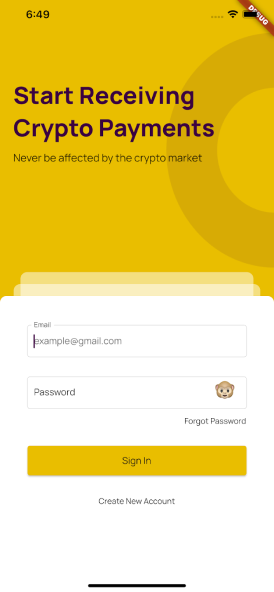 6:49
DEBUG
Start Receiving
Crypto Payments
Never be affected by the crypto market
Email
example@gmail.com
Password
Forgot Password
Sign In
Create New Account